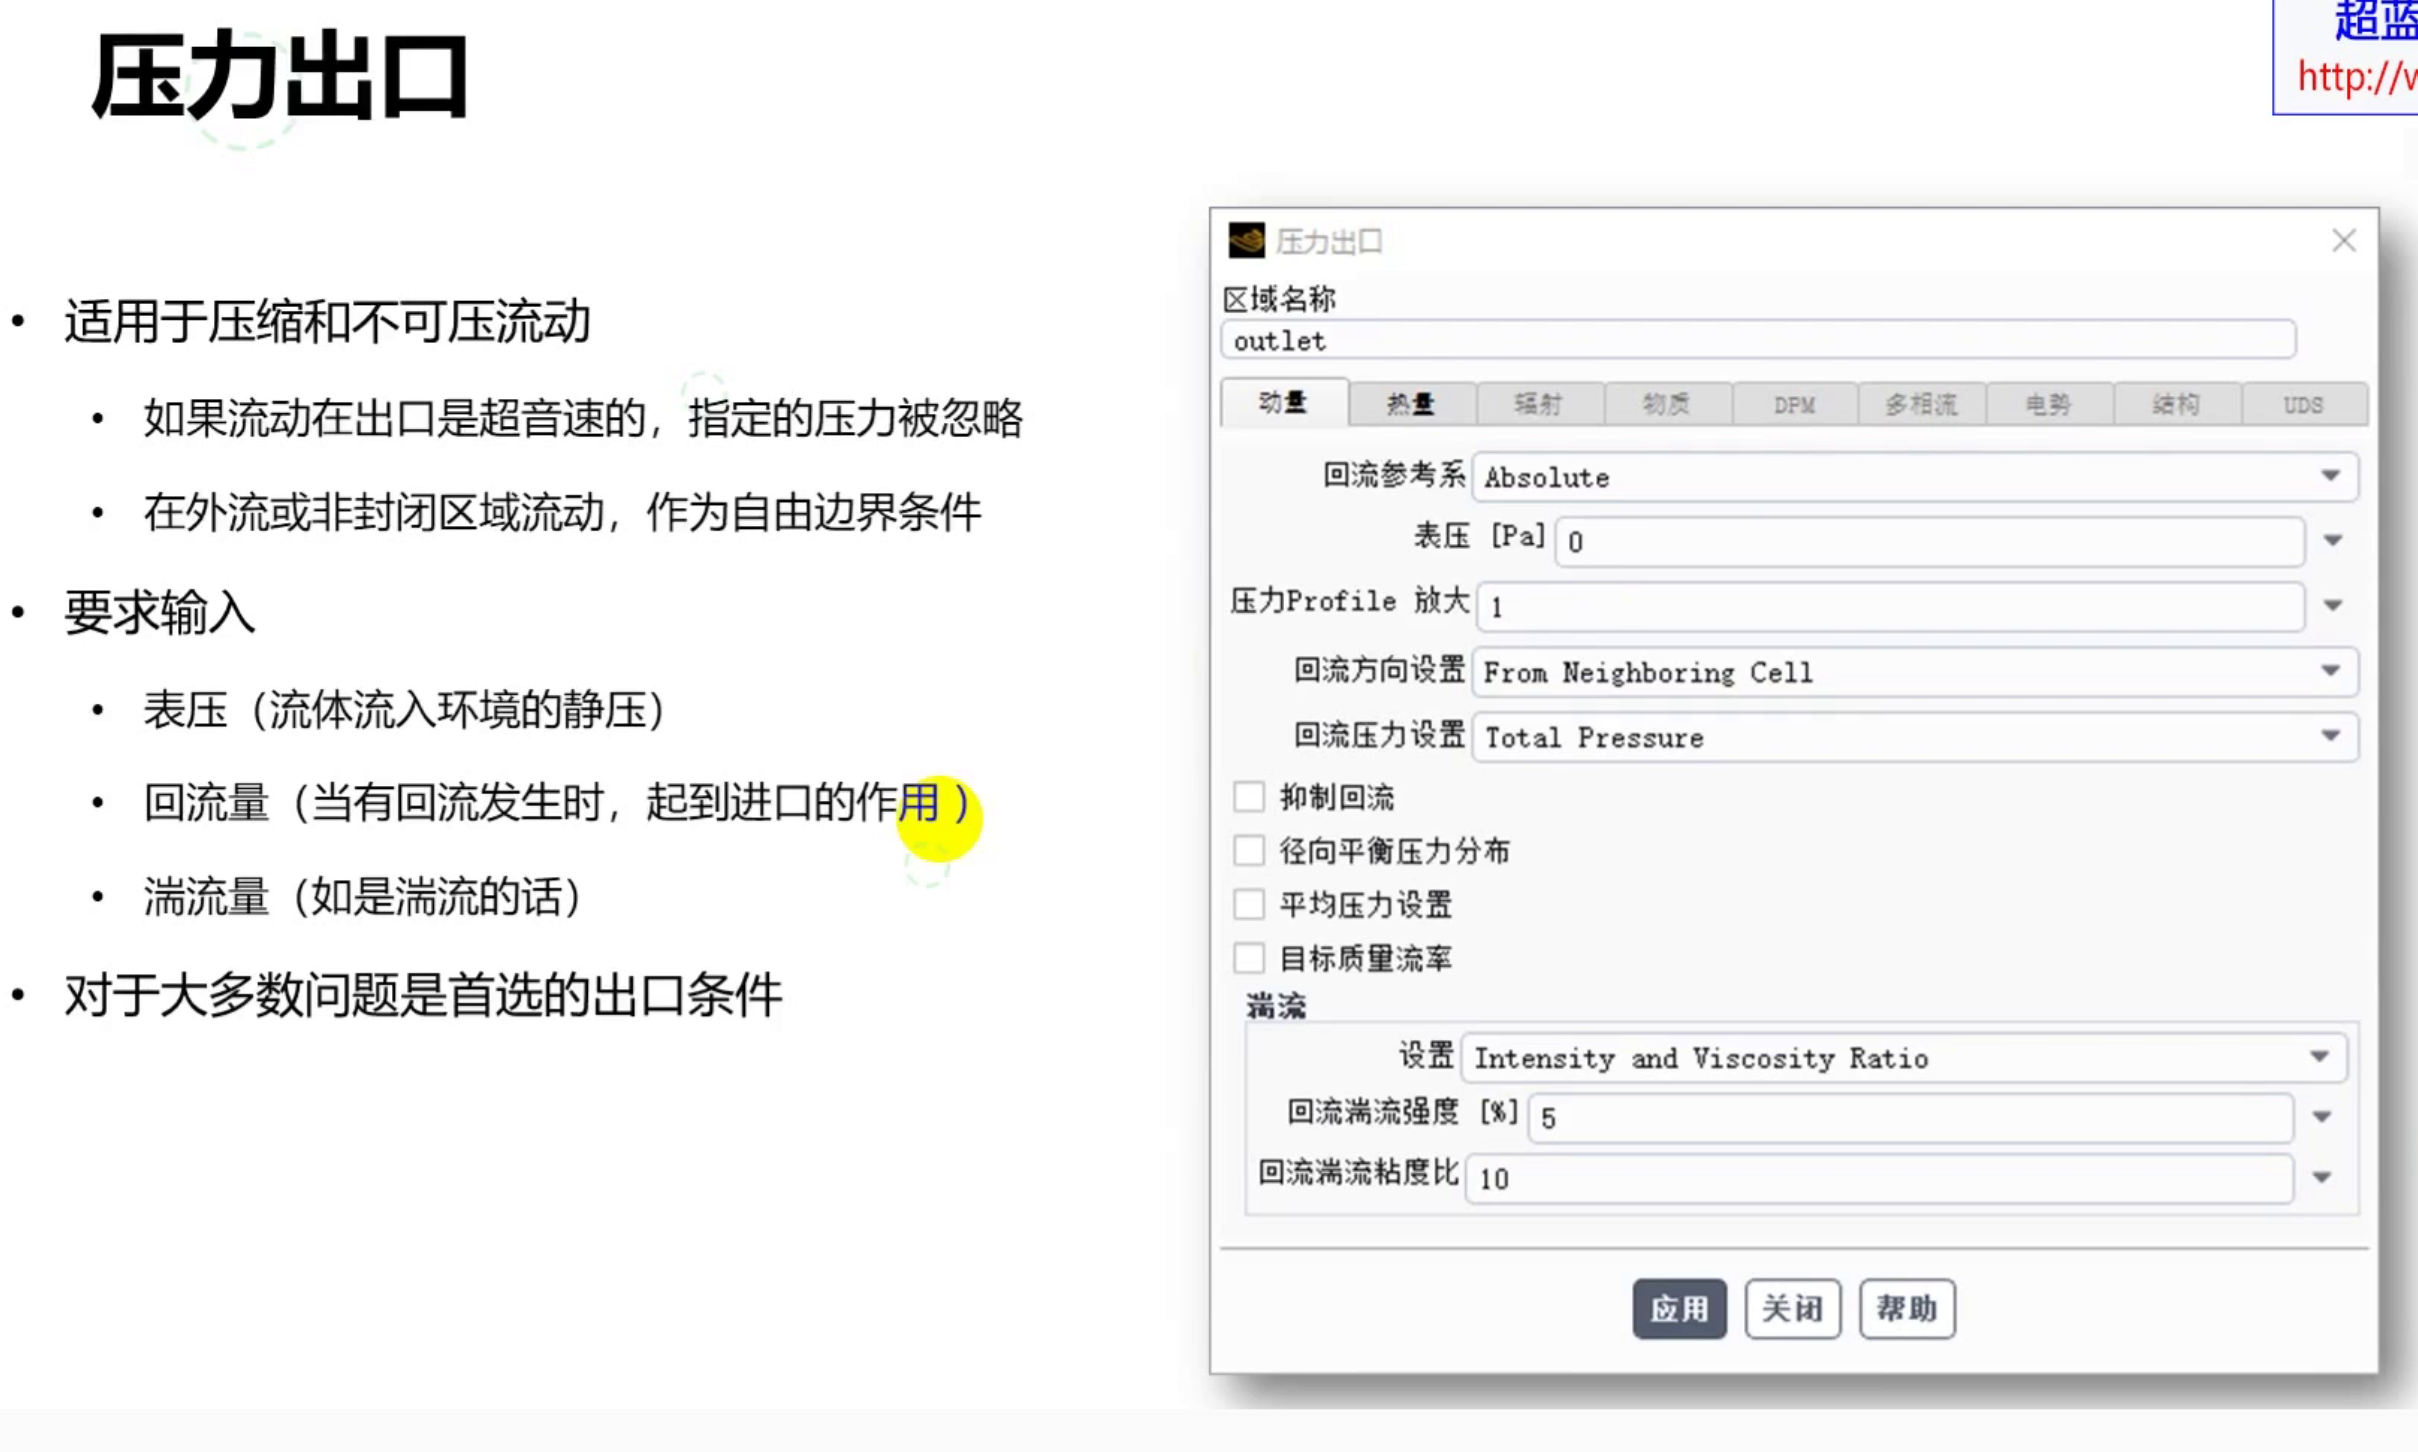 压力出口
超蓝
http://w
适用于压缩和不可压流动
如果流动在出口是超音速的，指定的压力被忽略
在外流或非封闭区域流动，作为自由边界条件
要求输入
表压（流体流入环境的静压）
回流量（当有回流发生时，起到进口的作用 ）
湍流量（如是湍流的话）
对于大多数问题是首选的出口条件
压力出口
区域名称
outlet
动量 热量 辐射 物质 DPM 多相流 电势 结构 UDS
回流参考系 Absolute
表压 [Pa] 0
压力Profile 放大 1
回流方向设置 From Neighboring Cell
回流压力设置 Total Pressure
抑制回流
径向平衡压力分布
平均压力设置
目标质量流率
湍流
设置 Intensity and Viscosity Ratio
回流湍流强度 [%] 5
回流湍流粘度比 10
应用 关闭 帮助